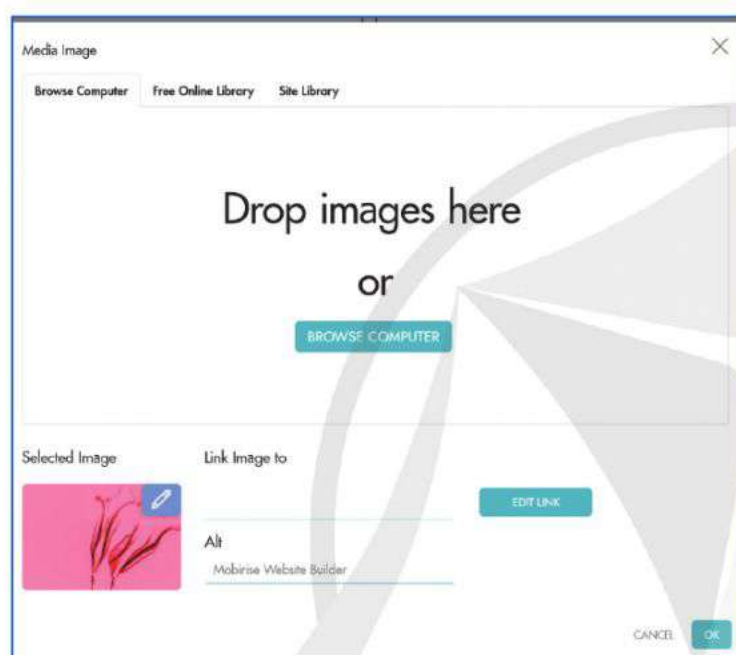 Media Image
Browse Computer Free Online Library Site Library
Drop images here
or
BROWSE COMPUTER
Selected Image Link Image to
EDIT LINK
Alt
Mobirise Website Builder
CANCEL OK